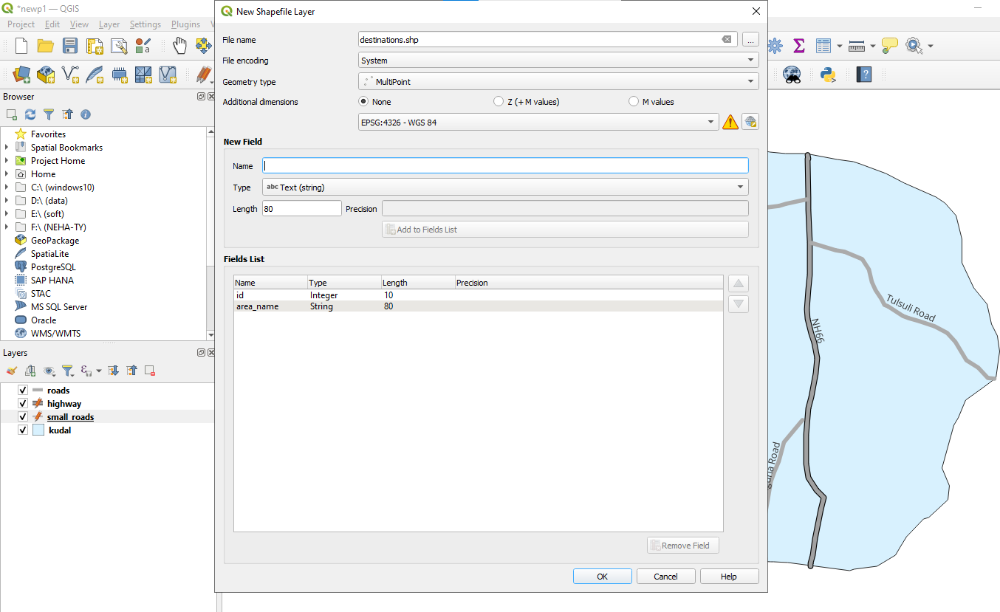 *newp1 — QGIS
Project Edit View Layer Settings Plugins
Browser
Favorites
Spatial Bookmarks
Project Home
Home
C:\ (windows10)
D:\ (data)
E:\ (soft)
F:\ (NEHA-TY)
GeoPackage
SpatiaLite
PostgreSQL
SAP HANA
STAC
MS SQL Server
Oracle
WMS/WMTS
Layers
roads
highway
small_roads
kudal
New Shapefile Layer
File name destinations.shp ...
File encoding System
Geometry type MultiPoint
Additional dimensions None Z (+ M values) M values
EPSG:4326 - WGS 84
New Field
Name
Type abc Text (string)
Length 80 Precision
Add to Fields List
Fields List
Name Type Length Precision
id Integer 10
area_name String 80
Remove Field
OK Cancel Help
Tulsuli Road
NH66
Road